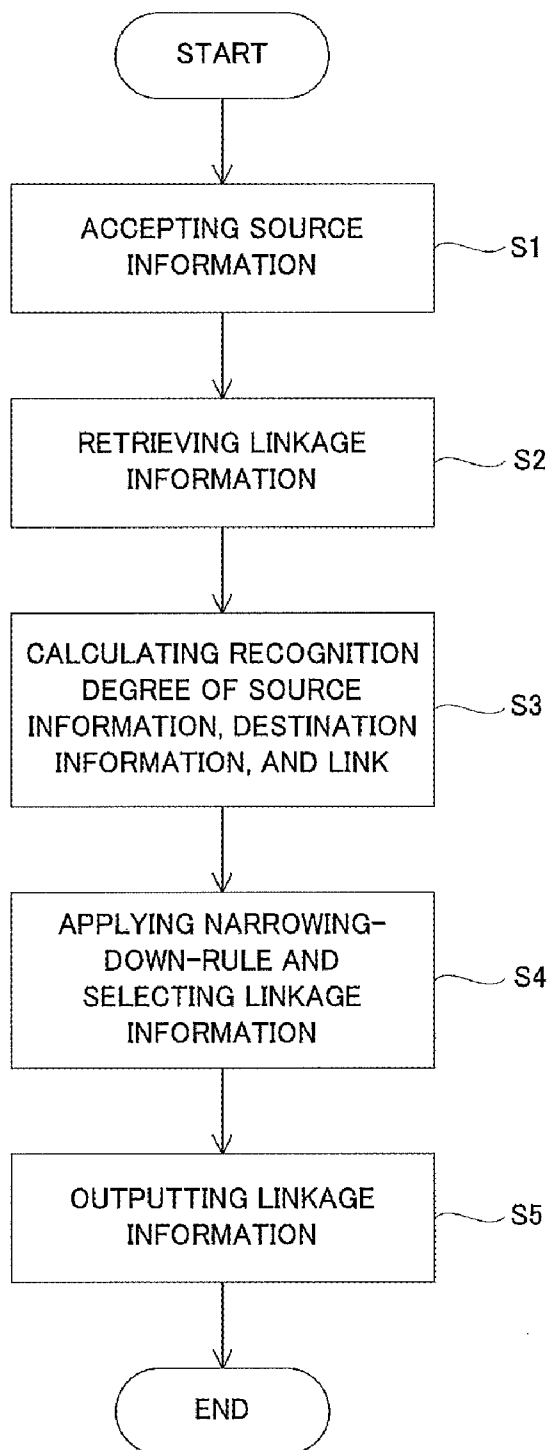 START
ACCEPTING SOURCE
INFORMATION
S1
RETRIEVING LINKAGE
INFORMATION
S2
CALCULATING RECOGNITION
DEGREE OF SOURCE
INFORMATION, DESTINATION
INFORMATION, AND LINK
S3
APPLYING NARROWING-
DOWN-RULE AND
SELECTING LINKAGE
INFORMATION
S4
OUTPUTTING LINKAGE
INFORMATION
S5
END